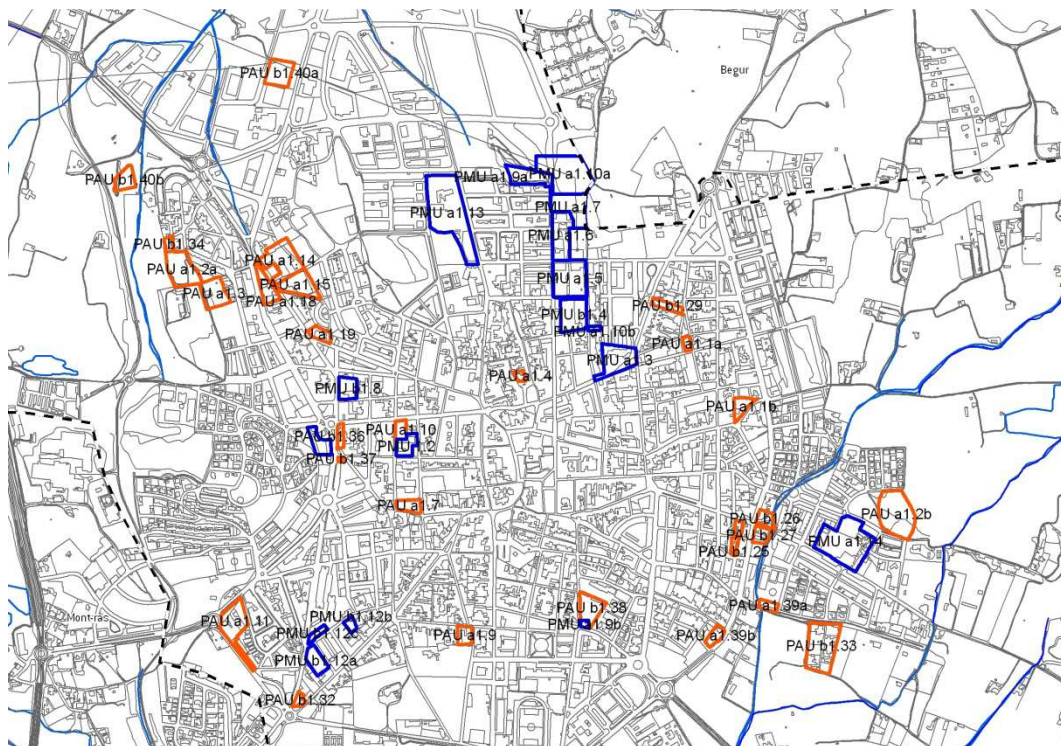 PAU b1.40a
Begur
PAU b1.40b
PMU a1.9a
PMU a1.10a
PMU a1.13
PMU a1.7
PMU a1.6
PAU b1.34
PAU a1.2a
PAU a1.3
PAU a1.14
PAU a1.15
PAU a1.18
PMU a1.5
PAU b1.29
PMU b1.4
PMU a1.10b
PAU a1.19
PAU a1.1a
PMU a1.3
PAU a1.4
PMU b1.8
PAU a1.1b
PAU b1.36
PAU a1.10
PAU b1.37
PAU a1.7
PAU a1.2b
PAU b1.26
PAU b1.27
PAU b1.25
PMU a1.14
Mont-ras
PAU a1.11
PMU b1.12b
PMU b1.12a
PAU a1.9
PAU b1.38
PMU a1.9b
PAU a1.39a
PAU a1.39b
PAU b1.33
PAU b1.32